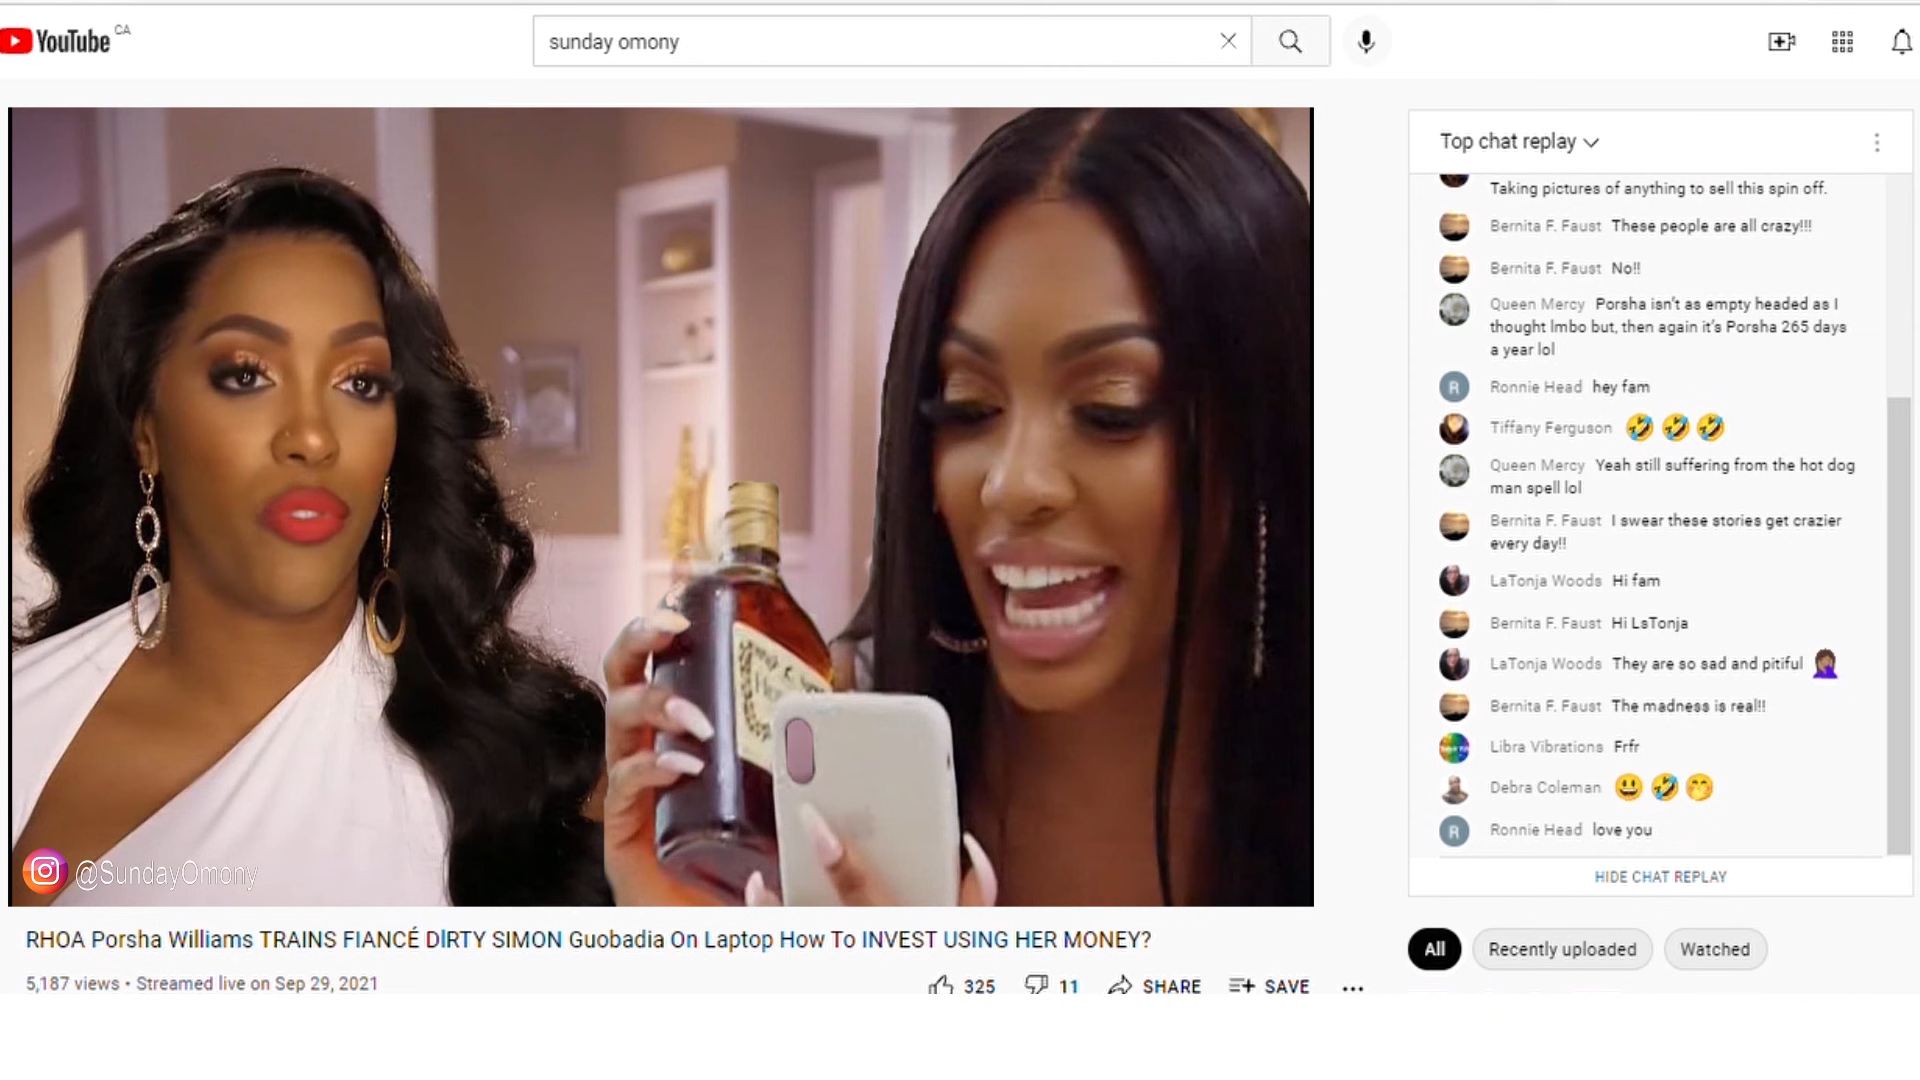 YouTube CA
sunday omony
Top chat replay
Taking pictures of anything to sell this spin off.
Bernita F. Faust These people are all crazy!!!
Bernita F. Faust No!!
Queen Mercy Porsha isn't as empty headed as I
thought lmbo but, then again it's Porsha 265 days
a year lol
Ronnie Head hey fam
Tiffany Ferguson 🤣🤣🤣
Queen Mercy Yeah still suffering from the hot dog
man spell lol
Bernita F. Faust I swear these stories get crazier
every day!!
LaTonja Woods Hi fam
Bernita F. Faust Hi LsTonja
LaTonja Woods They are so sad and pitiful 🤦🏾‍♀️
Bernita F. Faust The madness is real!!
Libra Vibrations Frfr
Debra Coleman 😃🤣🤭
R Ronnie Head love you
HIDE CHAT REPLAY
@SundayOmony
RHOA Porsha Williams TRAINS FIANCÉ DIRTY SIMON Guobadia On Laptop How To INVEST USING HER MONEY?
5,187 views • Streamed live on Sep 29, 2021
325 11 SHARE SAVE
All Recently uploaded Watched